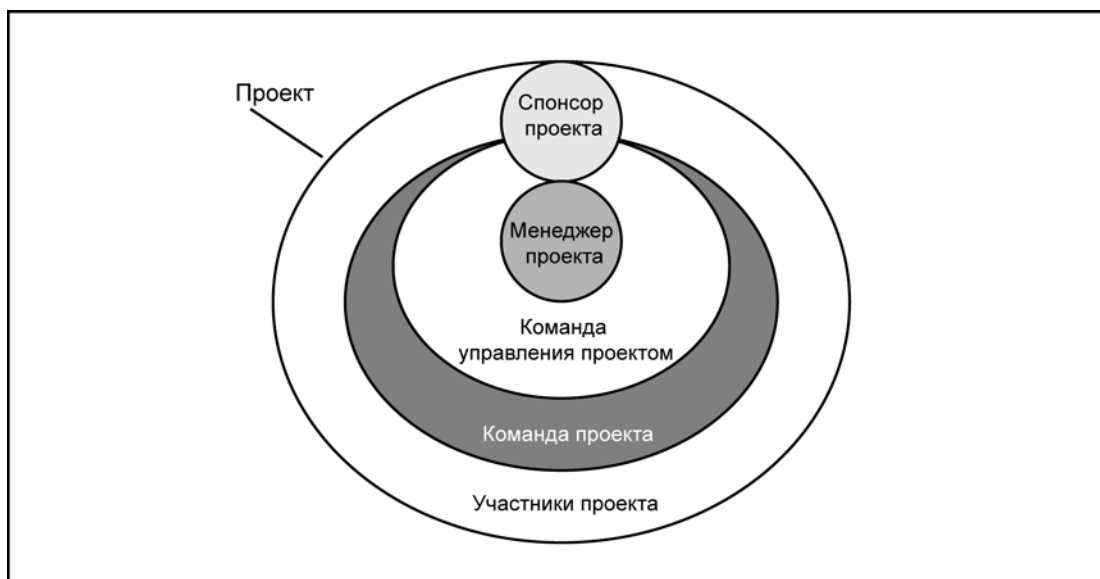 Проект
Спонсор
проекта
Менеджер
проекта
Команда
управления проектом
Команда проекта
Участники проекта